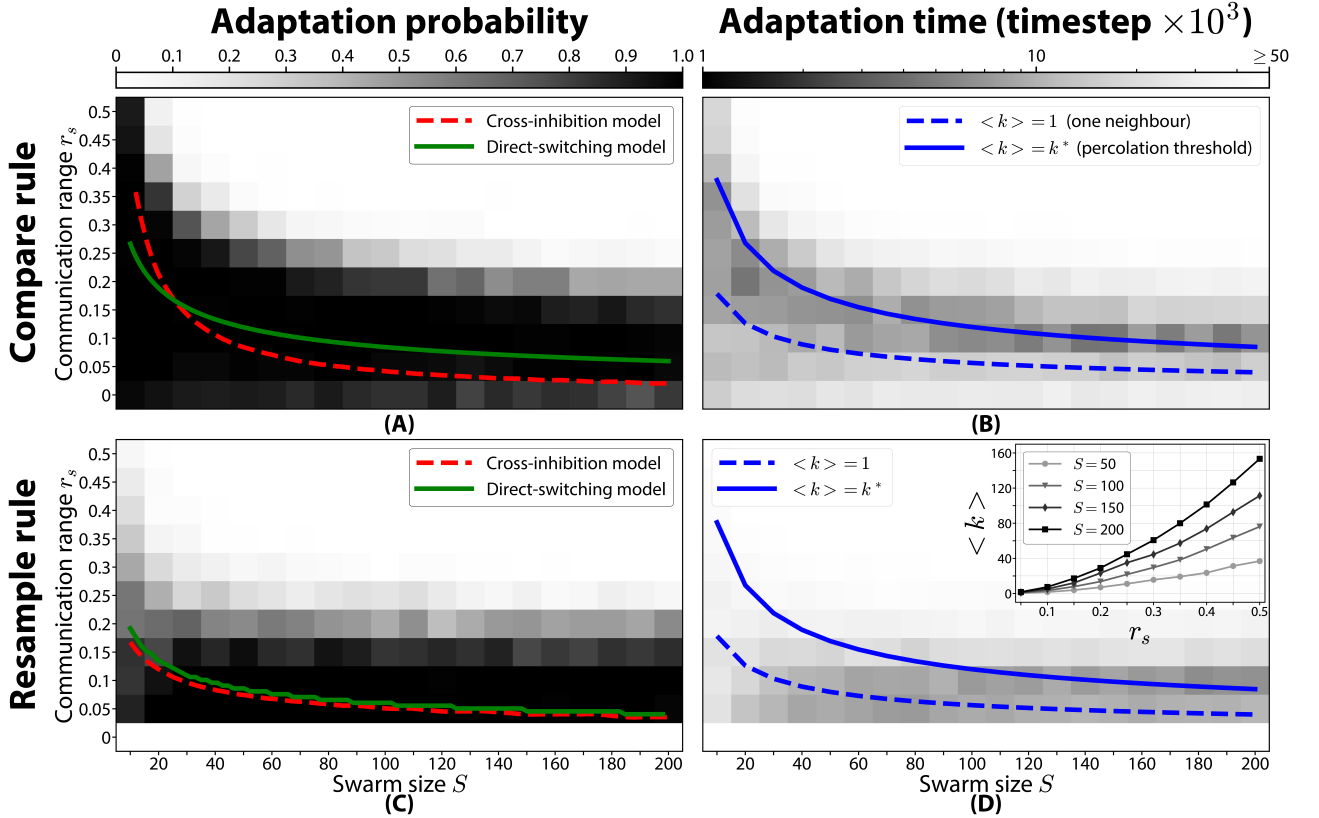 Adaptation probability
Adaptation time (timestep ×10³)
0 0.1 0.2 0.3 0.4 0.5 0.6 0.7 0.8 0.9 1.0
1 10 ≥50
Compare rule
Communication range r_s
0.5
0.45
0.4
0.35
0.3
0.25
0.2
0.15
0.1
0.05
0
Cross-inhibition model
Direct-switching model
(A)
<k>=1 (one neighbour)
<k>=k* (percolation threshold)
(B)
Resample rule
Communication range r_s
0.5
0.45
0.4
0.35
0.3
0.25
0.2
0.15
0.1
0.05
0
Cross-inhibition model
Direct-switching model
20 40 60 80 100 120 140 160 180 200
Swarm size S
(C)
<k>=1
<k>=k*
<k>
160
120
80
40
0
S=50
S=100
S=150
S=200
0.1 0.2 0.3 0.4 0.5
r_s
20 40 60 80 100 120 140 160 180 200
Swarm size S
(D)